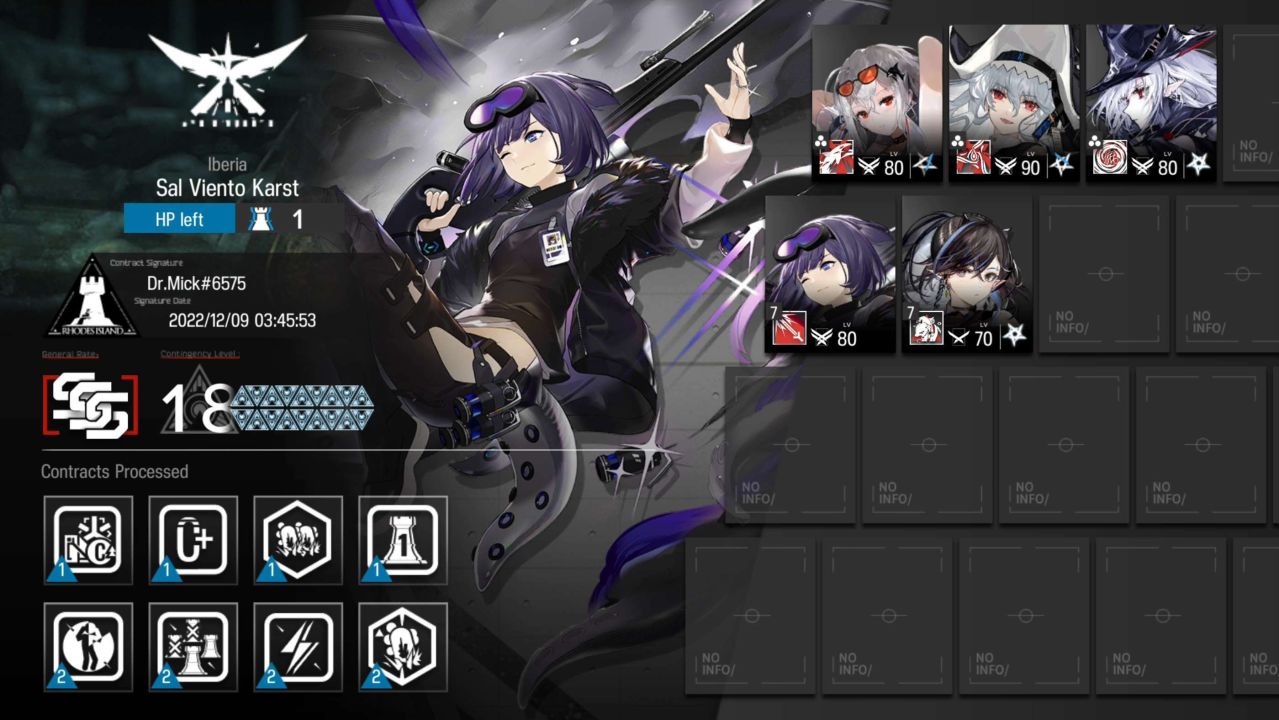 Iberia
Sal Viento Karst
HP left
1
Contract Signature
Dr.Mick#6575
Signature Date
2022/12/09 03:45:53
RHODES ISLAND
General Rate:
Contingency Level:
SSS
18
Contracts Processed
1
1
1
1
2
2
2
2
LV
80
LV
90
LV
80
NO
INFO/
7
LV
80
7
LV
70
NO
INFO/
NO
INFO/
NO
INFO/
NO
INFO/
NO
INFO/
NO
INFO/
NO
INFO/
NO
INFO/
NO
INFO/
NO
INFO/
NO
INFO/